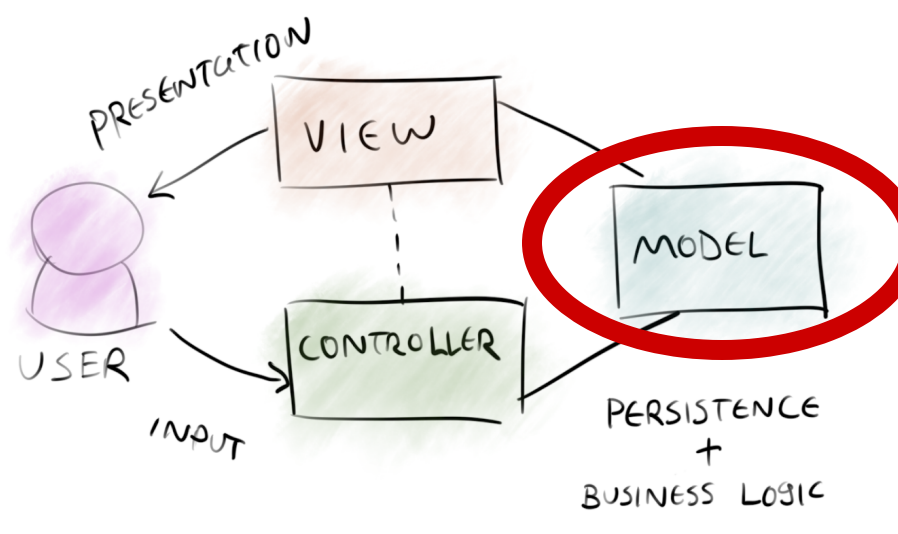 PRESENTATION
VIEW
MODEL
CONTROLLER
USER
INPUT
PERSISTENCE
+
BUSINESS LOGIC